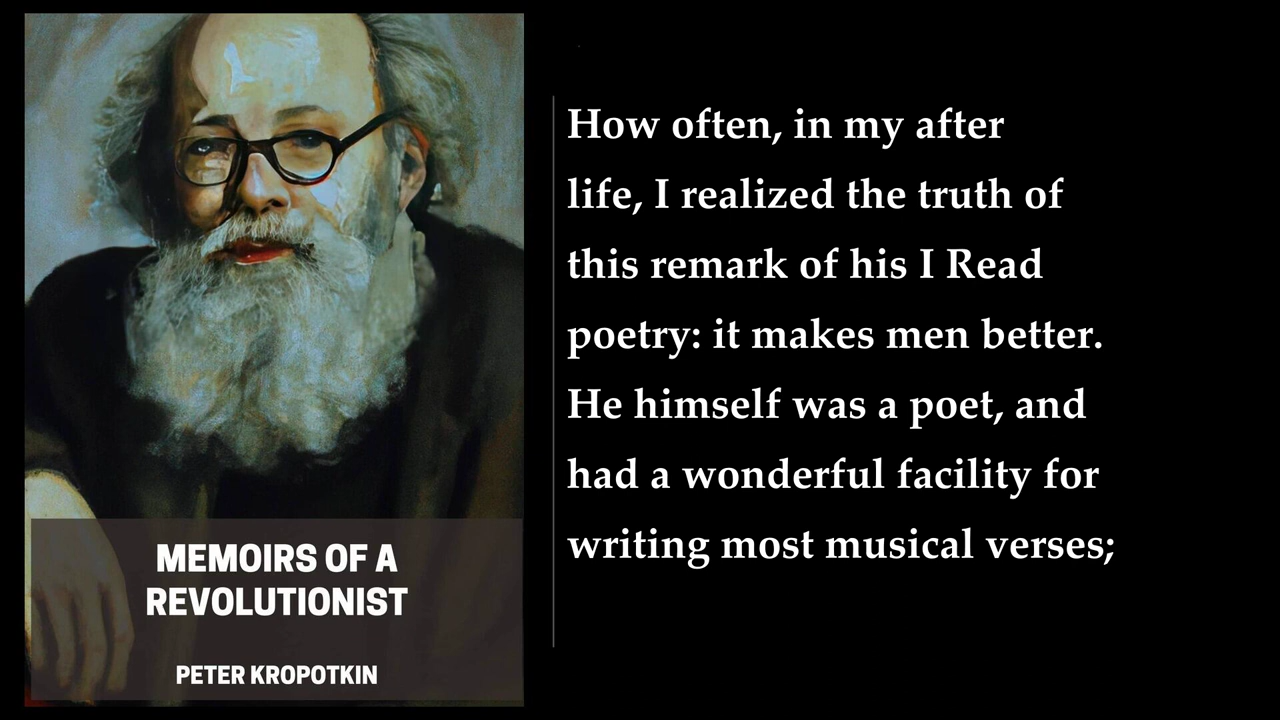 How often, in my after
life, I realized the truth of
this remark of his I Read
poetry: it makes men better.
He himself was a poet, and
had a wonderful facility for
writing most musical verses;
MEMOIRS OF A
REVOLUTIONIST
PETER KROPOTKIN